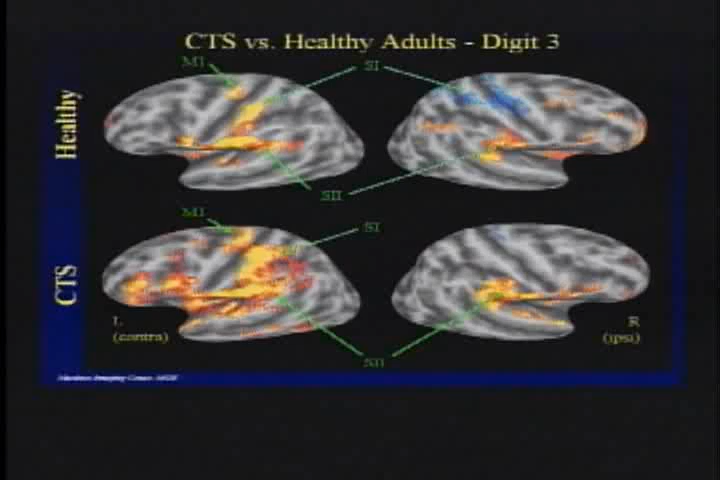 CTS vs. Healthy Adults - Digit 3
MI
SI
Healthy
SII
MI
SI
CTS
L
(contra)
R
(ipsi)
SII